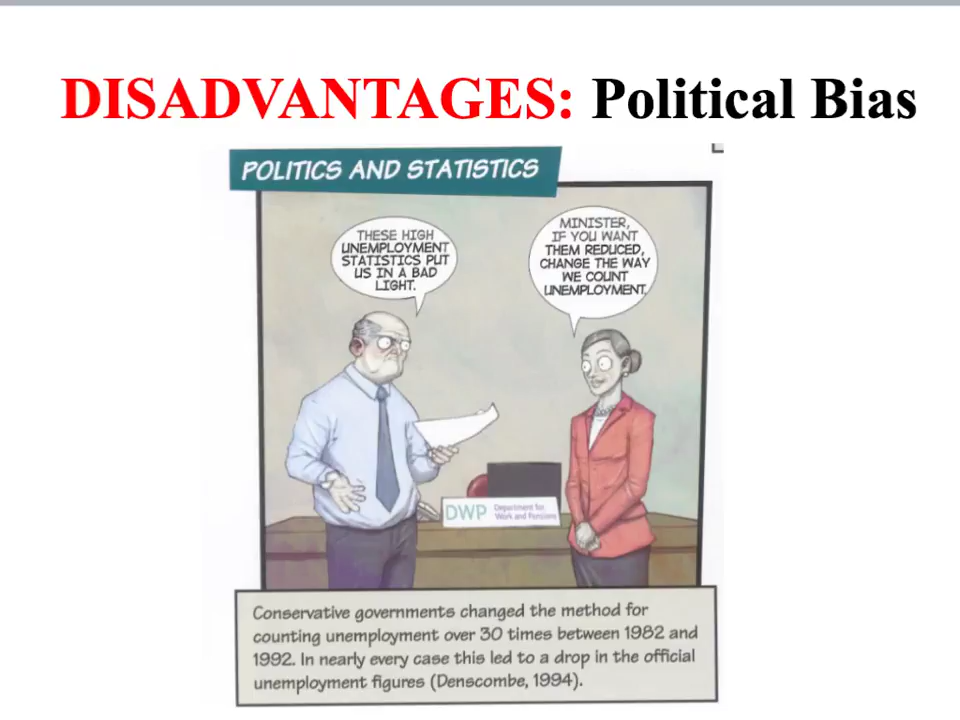 DISADVANTAGES: Political Bias
POLITICS AND STATISTICS
THESE HIGH
UNEMPLOYMENT
STATISTICS PUT
US IN A BAD
LIGHT.
MINISTER,
IF YOU WANT
THEM REDUCED,
CHANGE THE WAY
WE COUNT
UNEMPLOYMENT.
DWP
Department for
Work and Pensions
Conservative governments changed the method for
counting unemployment over 30 times between 1982 and
1992. In nearly every case this led to a drop in the official
unemployment figures (Denscombe, 1994).